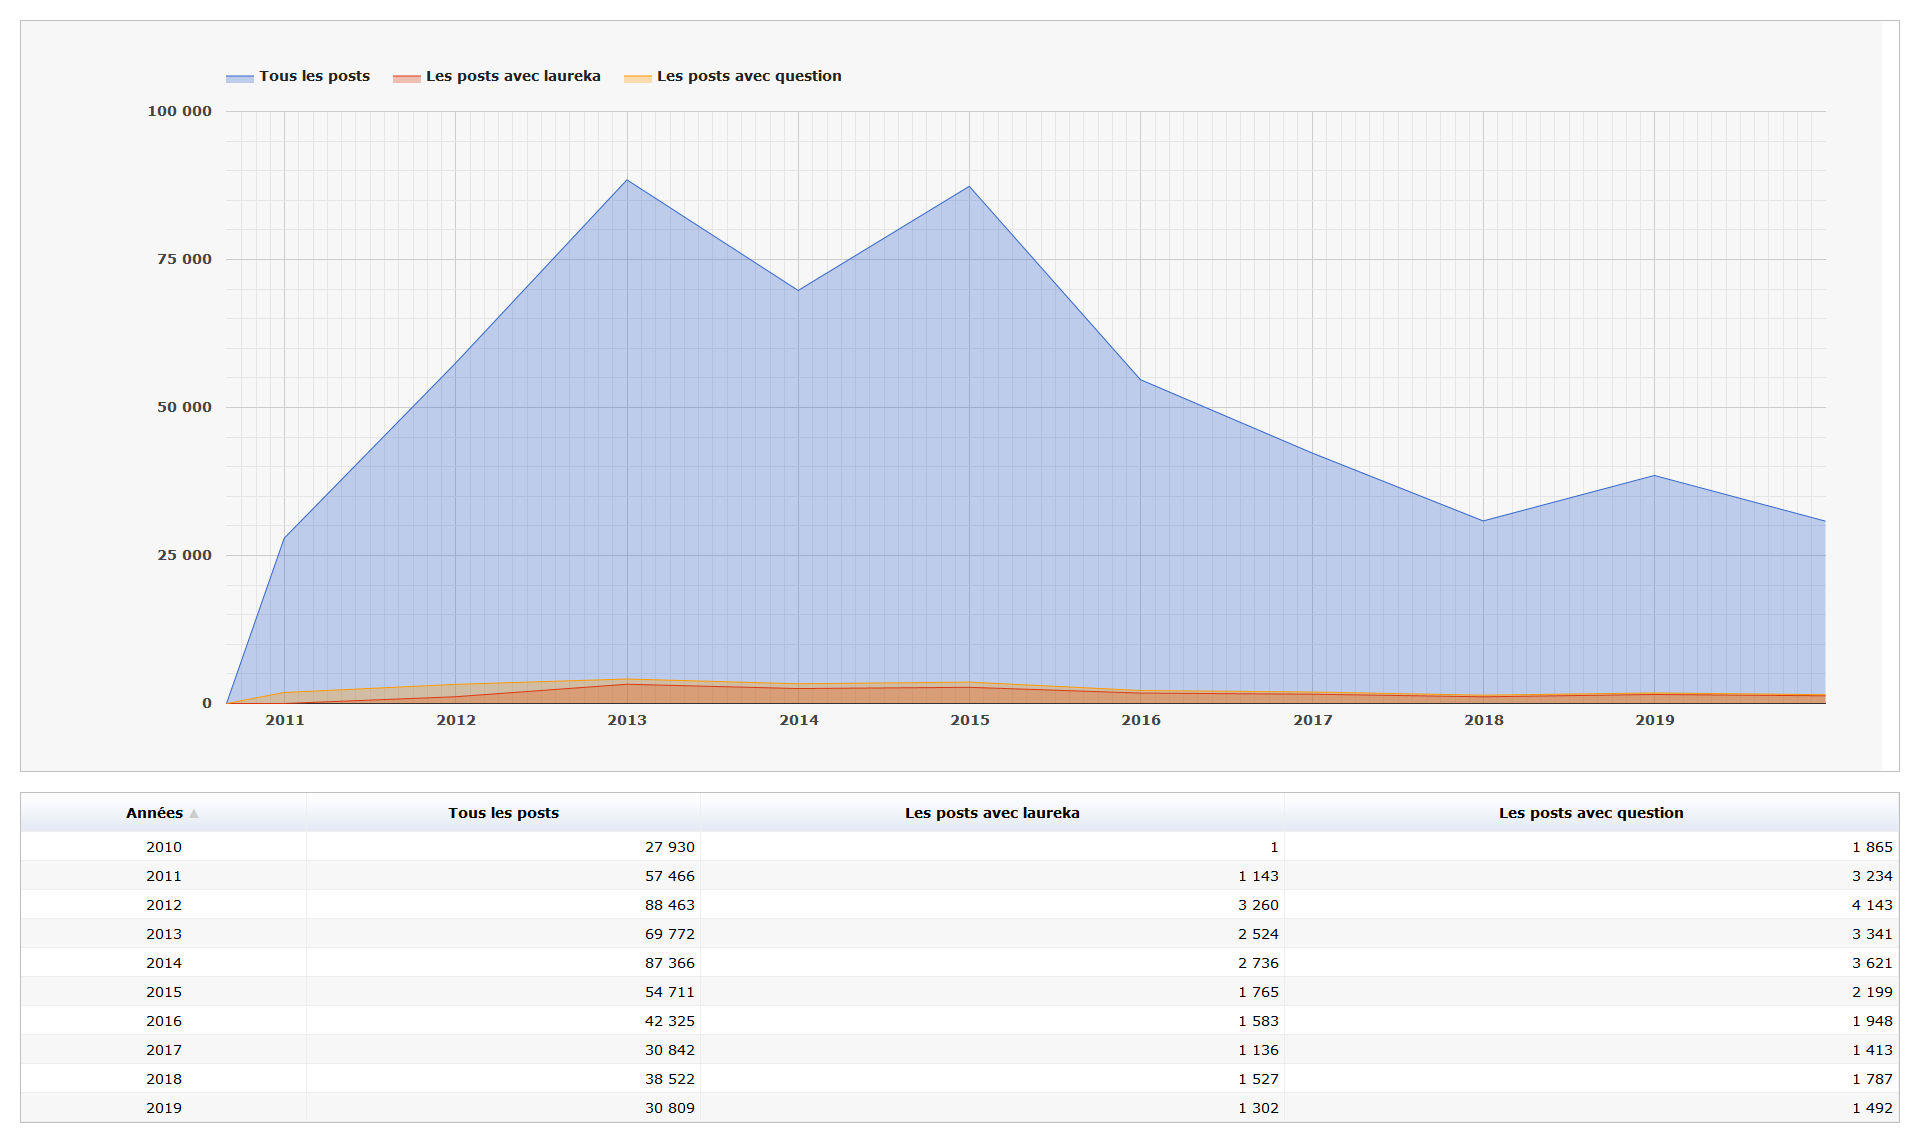 Tous les posts Les posts avec laureka Les posts avec question
100 000
75 000
50 000
25 000
0
2011 2012 2013 2014 2015 2016 2017 2018 2019
Années Tous les posts Les posts avec laureka Les posts avec question
2010 27 930 1 1 865
2011 57 466 1 143 3 234
2012 88 463 3 260 4 143
2013 69 772 2 524 3 341
2014 87 366 2 736 3 621
2015 54 711 1 765 2 199
2016 42 325 1 583 1 948
2017 30 842 1 136 1 413
2018 38 522 1 527 1 787
2019 30 809 1 302 1 492